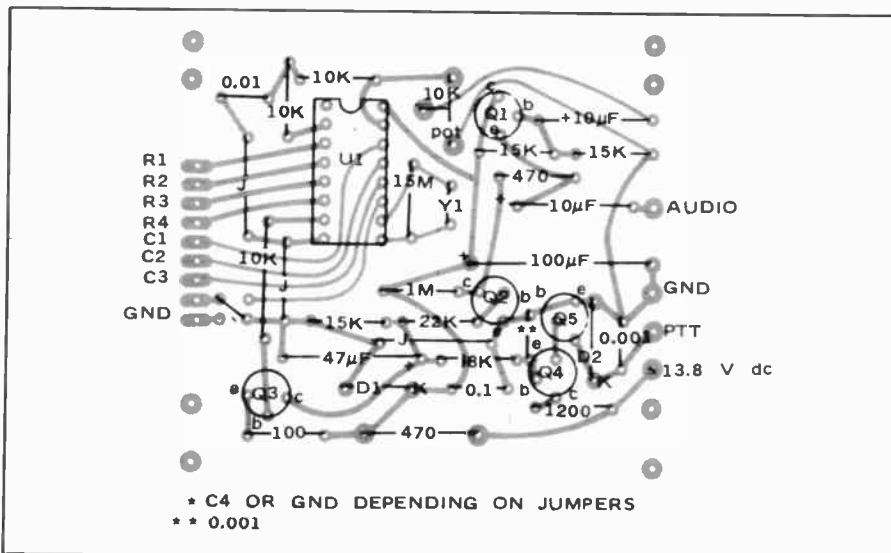 0.01
10K
10K
10K
pot
c
Q1
b
e
+10µF
U1
15K
15K
R1
R2
R3
R4
C1
C2
C3
GND
J
15M
Y1
470
+
10µF
AUDIO
10K
J
+
100µF
GND
1M
c
Q2
b
b
e
Q5
15K
22K
**
0.001
PTT
J
47µF
+
18K
e
Q4
D2
K
13.8 V dc
e
Q3
c
b
D1
K
0.1
b
c
1200
100
470
* C4 OR GND DEPENDING ON JUMPERS
** 0.001